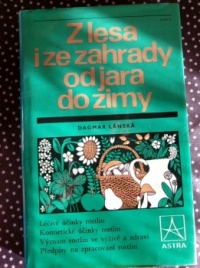 Z lesa
i ze zahrady
od jara
do zimy
DAGMAR LÁNSKÁ
Léčivé účinky rostlin
Kosmetické účinky rostlin
Význam rostlin ve výživě a zdraví
Předpisy na zpracování rostlin
ASTRA